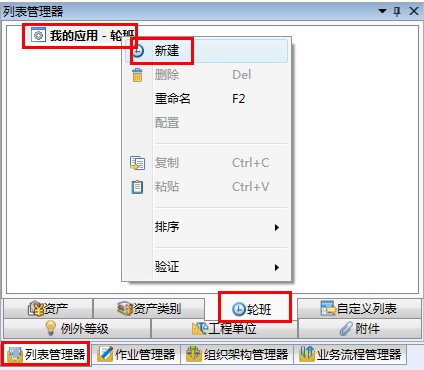 列表管理器
我的应用 - 轮班
新建
删除 Del
重命名 F2
配置
复制 Ctrl+C
粘贴 Ctrl+V
排序
验证
资产 资产类别 轮班 自定义列表
例外等级 工程单位 附件
列表管理器 作业管理器 组织架构管理器 业务流程管理器